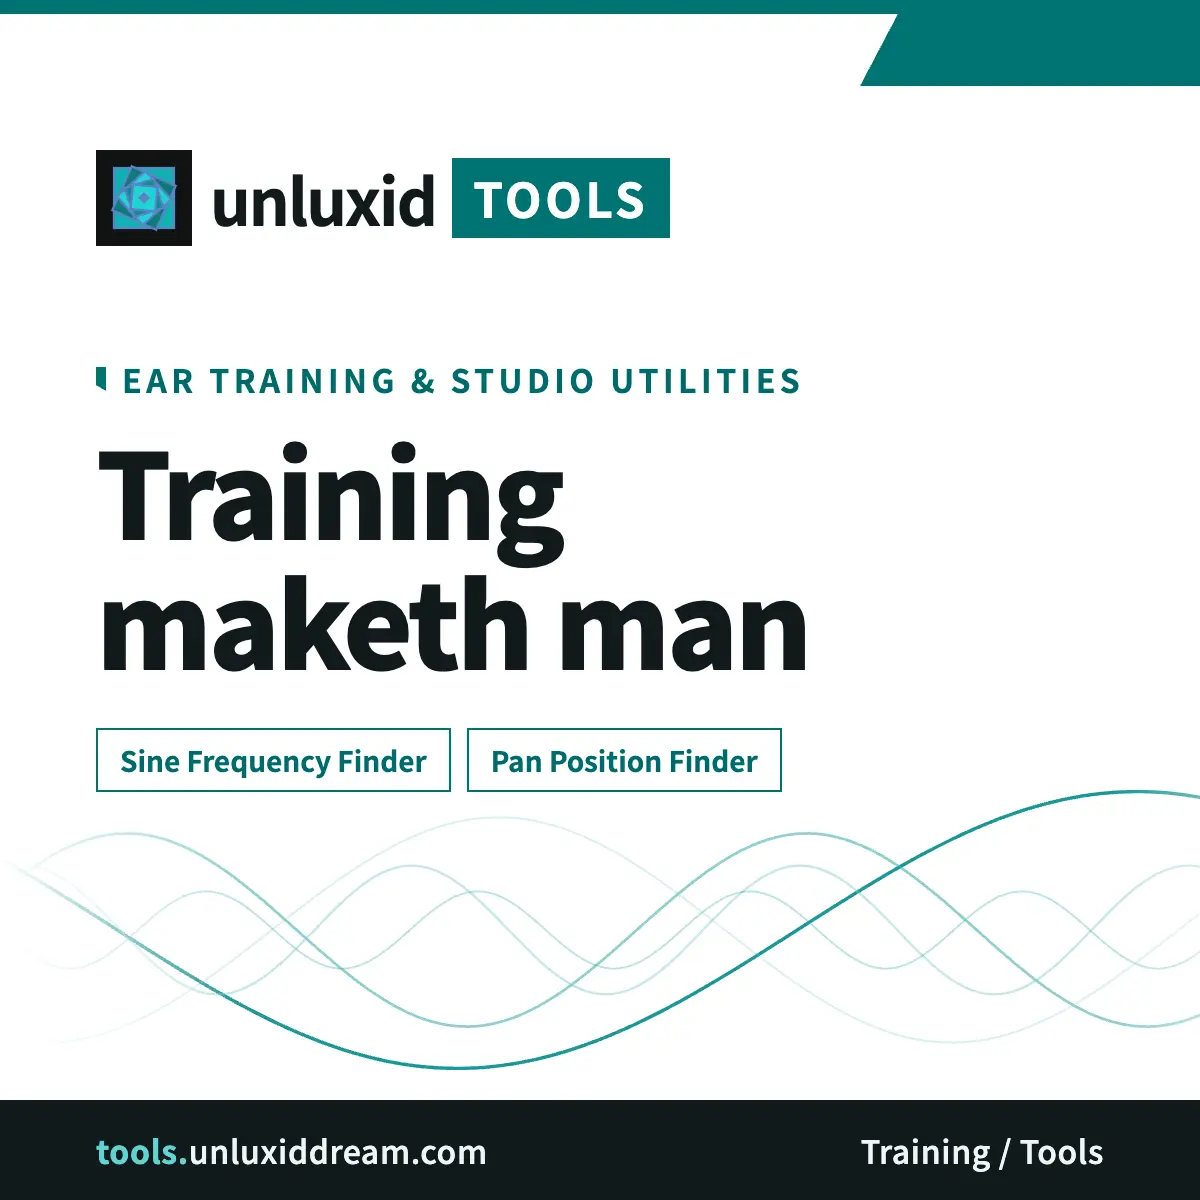 unluxid TOOLS
EAR TRAINING & STUDIO UTILITIES
Training
maketh man
Sine Frequency Finder
Pan Position Finder
tools.unluxiddream.com
Training / Tools